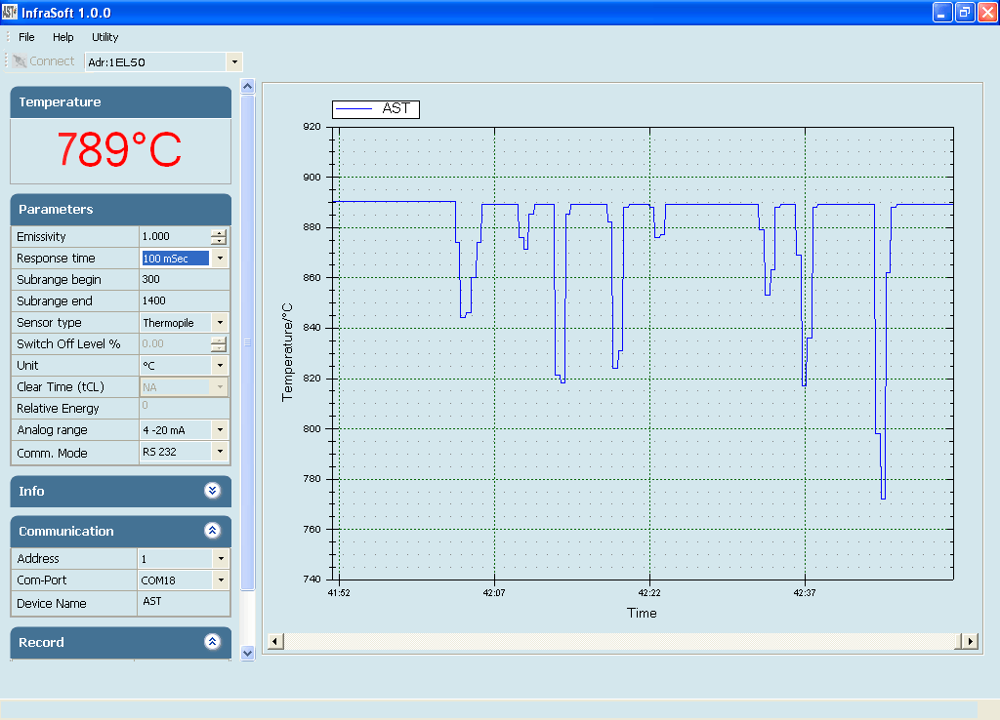 AST InfraSoft 1.0.0
File Help Utility
Connect Adr:1EL50
Temperature
789°C
Parameters
Emissivity 1.000
Response time 100 mSec
Subrange begin 300
Subrange end 1400
Sensor type Thermopile
Switch Off Level % 0.00
Unit °C
Clear Time (tCL) NA
Relative Energy 0
Analog range 4 -20 mA
Comm. Mode RS 232
Info
Communication
Address 1
Com-Port COM18
Device Name AST
Record
AST
920
900
880
860
840
820
800
780
760
740
Temperature/°C
41:52 42:07 42:22 42:37
Time